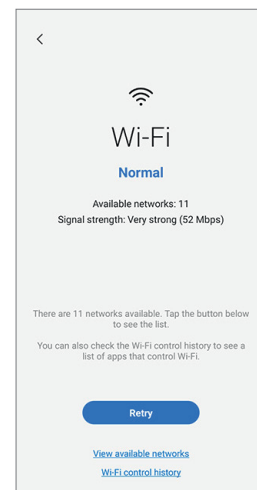 Wi-Fi
Normal
Available networks: 11
Signal strength: Very strong (52 Mbps)
There are 11 networks available. Tap the button below
to see the list.
You can also check the Wi-Fi control history to see a
list of apps that control Wi-Fi.
Retry
View available networks
Wi-Fi control history